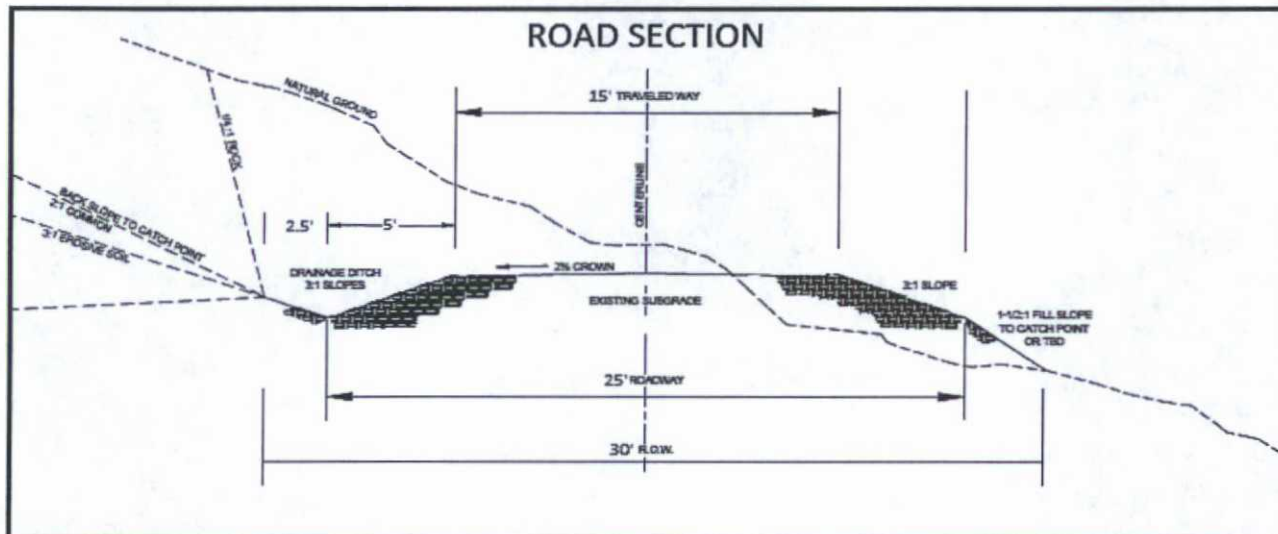 ROAD SECTION
NATURAL GROUND
15' TRAVELED WAY
CENTERLINE
BACK SLOPE TO CATCH POINT
2:1 COMMON
3:1 EROSIVE SOIL
2.5'
5'
DRAINAGE DITCH
3:1 SLOPES
2% CROWN
EXISTING SUBGRADE
3:1 SLOPE
1-1/2:1 FILL SLOPE
TO CATCH POINT
OR TBD
25' ROADWAY
30' R.O.W.